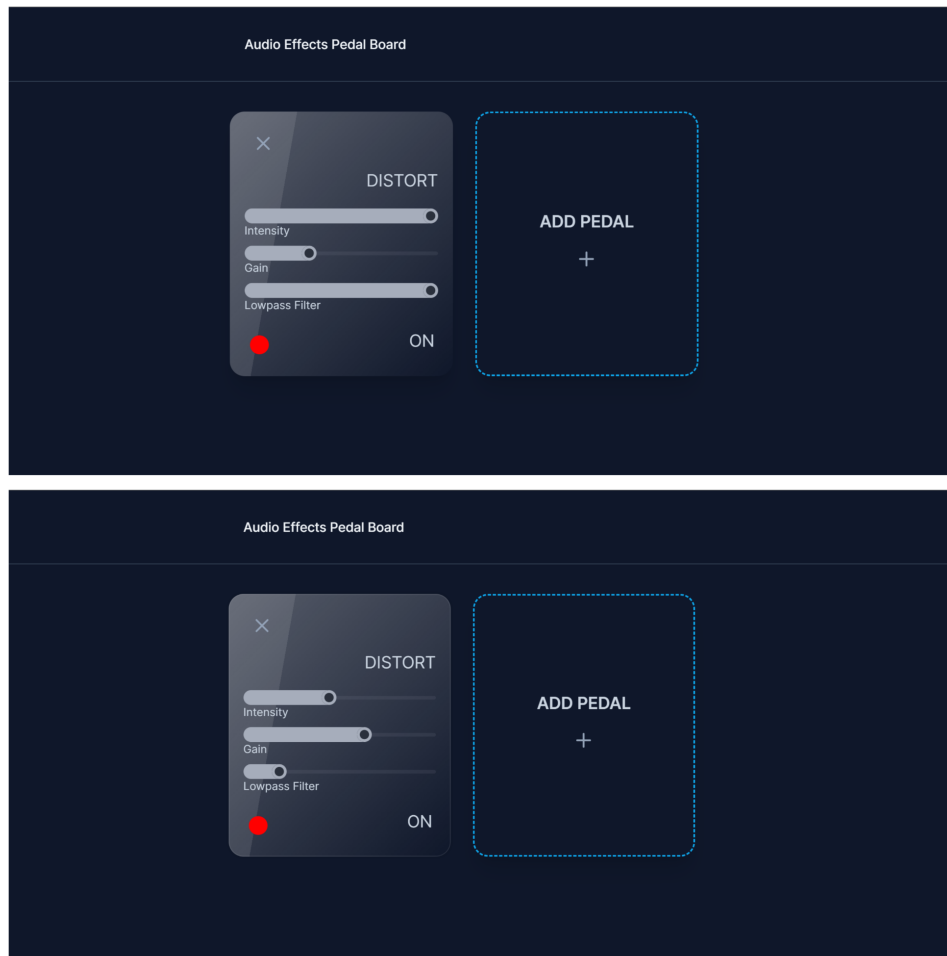 Audio Effects Pedal Board
DISTORT
Intensity
Gain
Lowpass Filter
ON
ADD PEDAL
+
Audio Effects Pedal Board
DISTORT
Intensity
Gain
Lowpass Filter
ON
ADD PEDAL
+